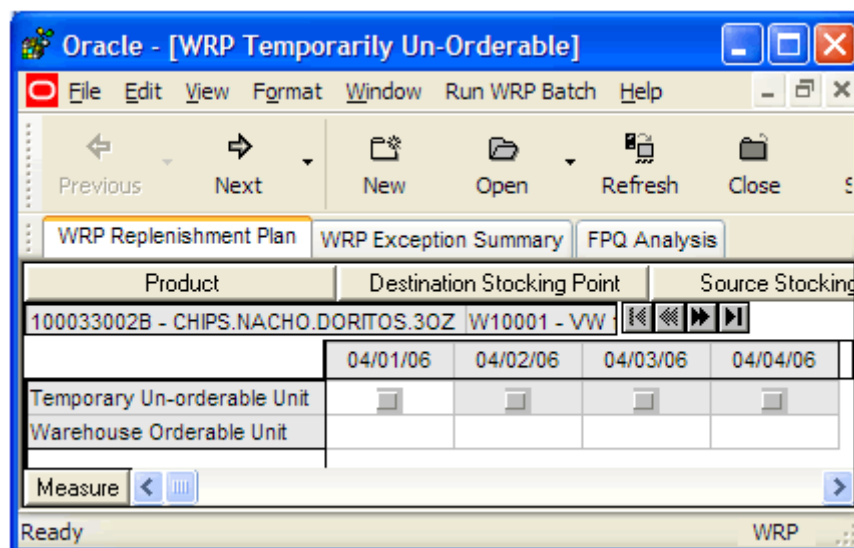 Oracle - [WRP Temporarily Un-Orderable]
File Edit View Format Window Run WRP Batch Help
Previous Next New Open Refresh Close
WRP Replenishment Plan WRP Exception Summary FPQ Analysis
Product Destination Stocking Point Source Stocking
100033002B - CHIPS.NACHO.DORITOS.3OZ W10001 - VW
04/01/06 04/02/06 04/03/06 04/04/06
Temporary Un-orderable Unit
Warehouse Orderable Unit
Measure
Ready WRP